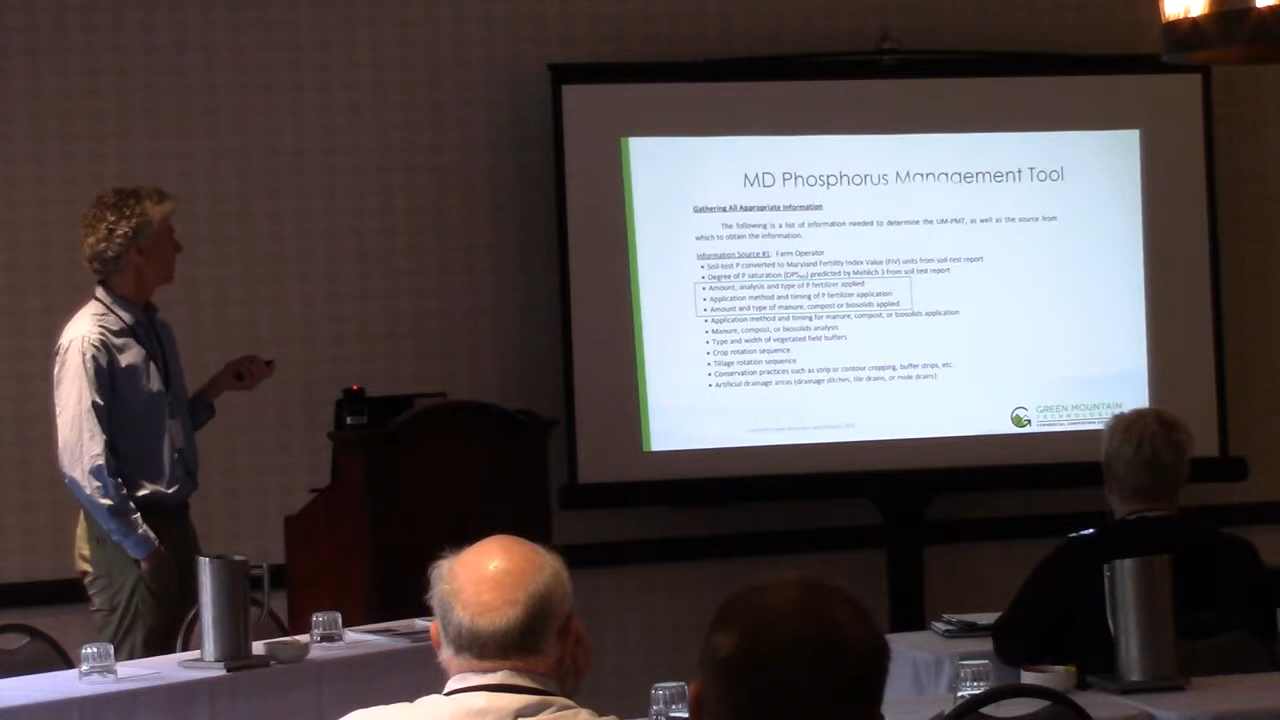 MD Phosphorus Management Tool
Gathering All Appropriate Information
The following is a list of information needed to determine the UM-PMT, as well as the source from
which to obtain the information.
Information Source #1: Farm Operator
• Soil-test P converted to Maryland Fertility Index Value (FIV) units from soil-test report
• Degree of P saturation (DPS) predicted by Mehlich 3 from soil test report
• Amount, analysis and type of P fertilizer applied
• Application method and timing of P fertilizer application
• Amount and type of manure, compost or biosolids applied
• Application method and timing for manure, compost, or biosolids application
• Manure, compost, or biosolids analysis
• Type and width of vegetated field buffers
• Crop rotation sequence
• Tillage rotation sequence
• Conservation practices such as strip or contour cropping, buffer strips, etc.
• Artificial drainage areas (drainage ditches, tile drains, or mole drains)
GREEN MOUNTAIN
TECHNOLOGIES
COMMERCIAL COMPOSTING